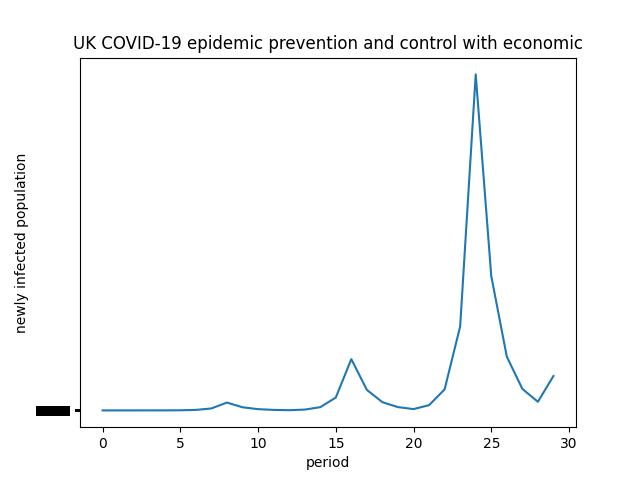 UK COVID-19 epidemic prevention and control with economic
newly infected population
0 5 10 15 20 25 30
period